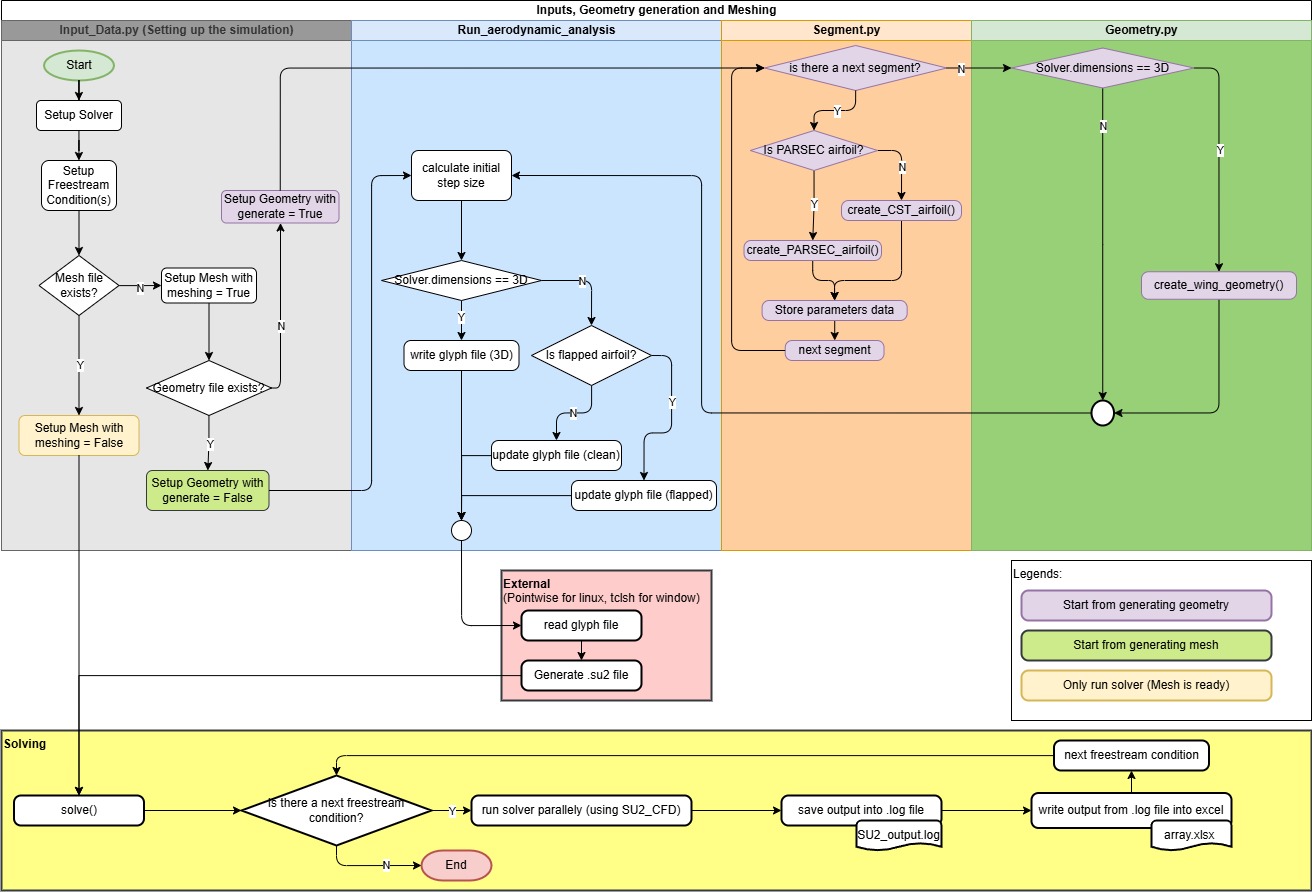 Inputs, Geometry generation and Meshing
Input_Data.py (Setting up the simulation)
Run_aerodynamic_analysis
Segment.py
Geometry.py
Start
Setup Solver
Setup
Freestream
Condition(s)
Mesh file
exists?
N
Setup Mesh with
meshing = True
Y
Setup Mesh with
meshing = False
Geometry file exists?
N
Y
Setup Geometry with
generate = True
Setup Geometry with
generate = False
calculate initial
step size
Solver.dimensions == 3D
N
Y
write glyph file (3D)
Is flapped airfoil?
N
Y
update glyph file (clean)
update glyph file (flapped)
is there a next segment?
N
Y
Is PARSEC airfoil?
N
Y
create_CST_airfoil()
create_PARSEC_airfoil()
Store parameters data
next segment
Solver.dimensions == 3D
N
Y
create_wing_geometry()
External
(Pointwise for linux, tclsh for window)
read glyph file
Generate .su2 file
Legends:
Start from generating geometry
Start from generating mesh
Only run solver (Mesh is ready)
Solving
solve()
Is there a next freestream
condition?
Y
N
End
run solver parallely (using SU2_CFD)
save output into .log file
SU2_output.log
write output from .log file into excel
array.xlsx
next freestream condition